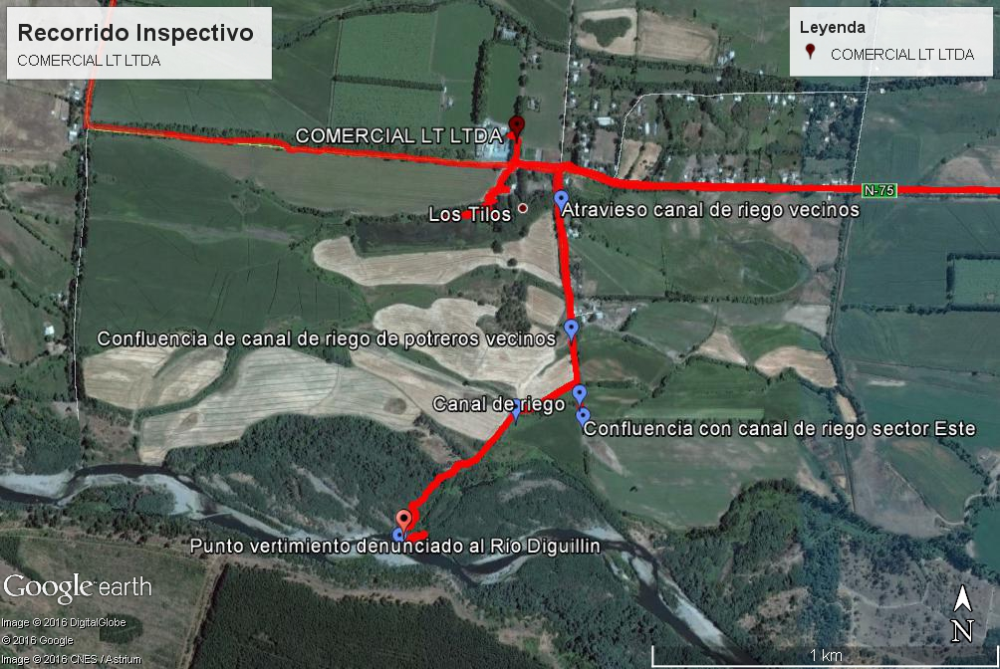 Recorrido Inspectivo
COMERCIAL LT LTDA
Leyenda
COMERCIAL LT LTDA
COMERCIAL LT LTDA
N-75
Los Tilos
Atravieso canal de riego vecinos
Confluencia de canal de riego de potreros vecinos
Canal de riego
Confluencia con canal de riego sector Este
Punto vertimiento denunciado al Río Diguillin
Google earth
Image © 2016 DigitalGlobe
© 2016 Google
Image © 2016 CNES / Astrium
N
1 km